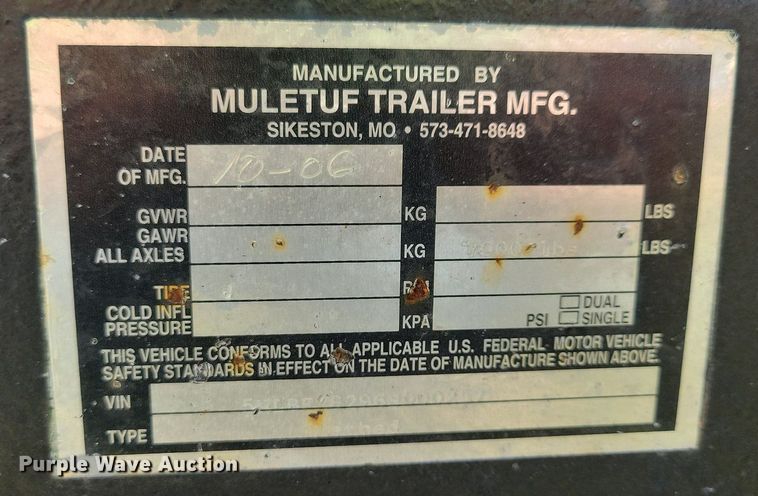 MANUFACTURED BY
MULETUF TRAILER MFG.
SIKESTON, MO • 573-471-8648
DATE OF MFG. 10-06
GVWR KG LBS
GAWR ALL AXLES KG LBS
TIRE
COLD INFL PRESSURE KPA PSI DUAL SINGLE
THIS VEHICLE CONFORMS TO ALL APPLICABLE U.S. FEDERAL MOTOR VEHICLE
SAFETY STANDARDS IN EFFECT ON THE DATE OF MANUFACTURE SHOWN ABOVE.
VIN
TYPE
Purple Wave Auction